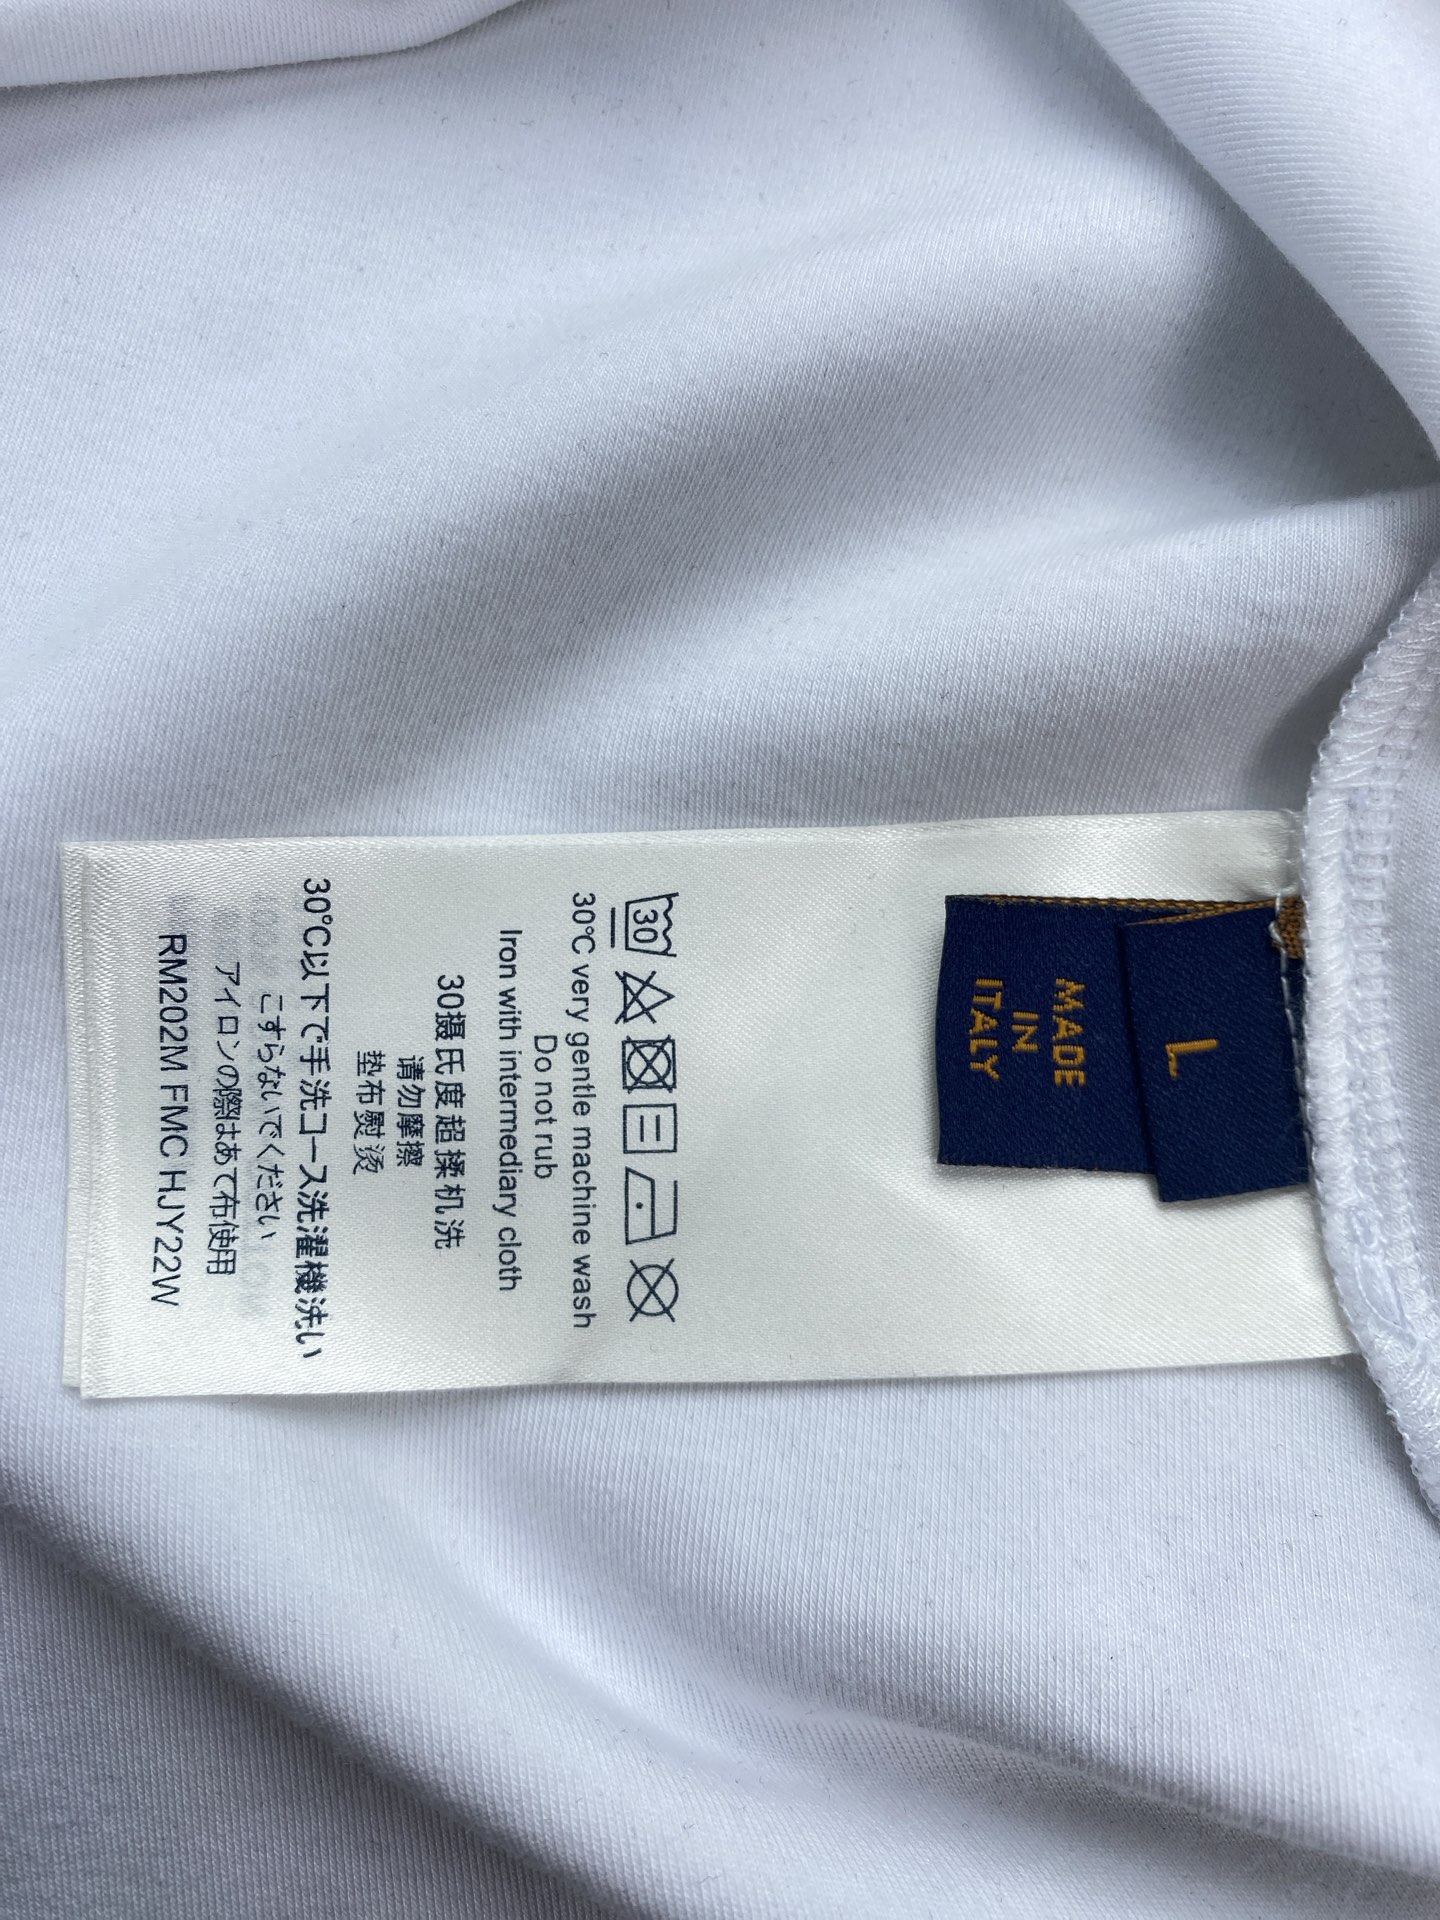 L
MADE
IN
ITALY
30
30°C very gentle machine wash
Do not rub
Iron with intermediary cloth
30摄氏度超揉机洗
请勿摩擦
垫布熨烫
30°C以下で手洗コース洗濯機洗い
こすらないでください
アイロンの際はあて布使用
RM202M FMC HJY22W